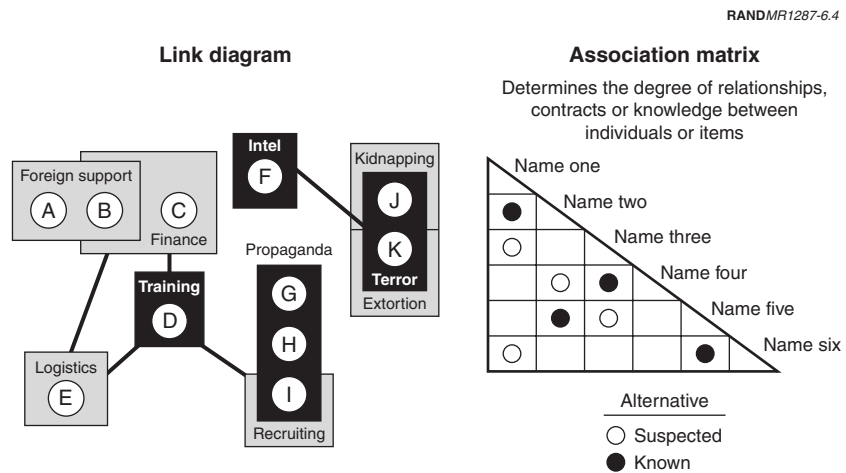 RANDMR1287-6.4
Link diagram
Association matrix
Determines the degree of relationships,
contracts or knowledge between
individuals or items
Intel
F
Kidnapping
J
K
Terror
Extortion
Foreign support
A
B
C
Finance
Propaganda
G
H
I
Recruiting
Training
D
Logistics
E
Name one
Name two
Name three
Name four
Name five
Name six
Alternative
Suspected
Known